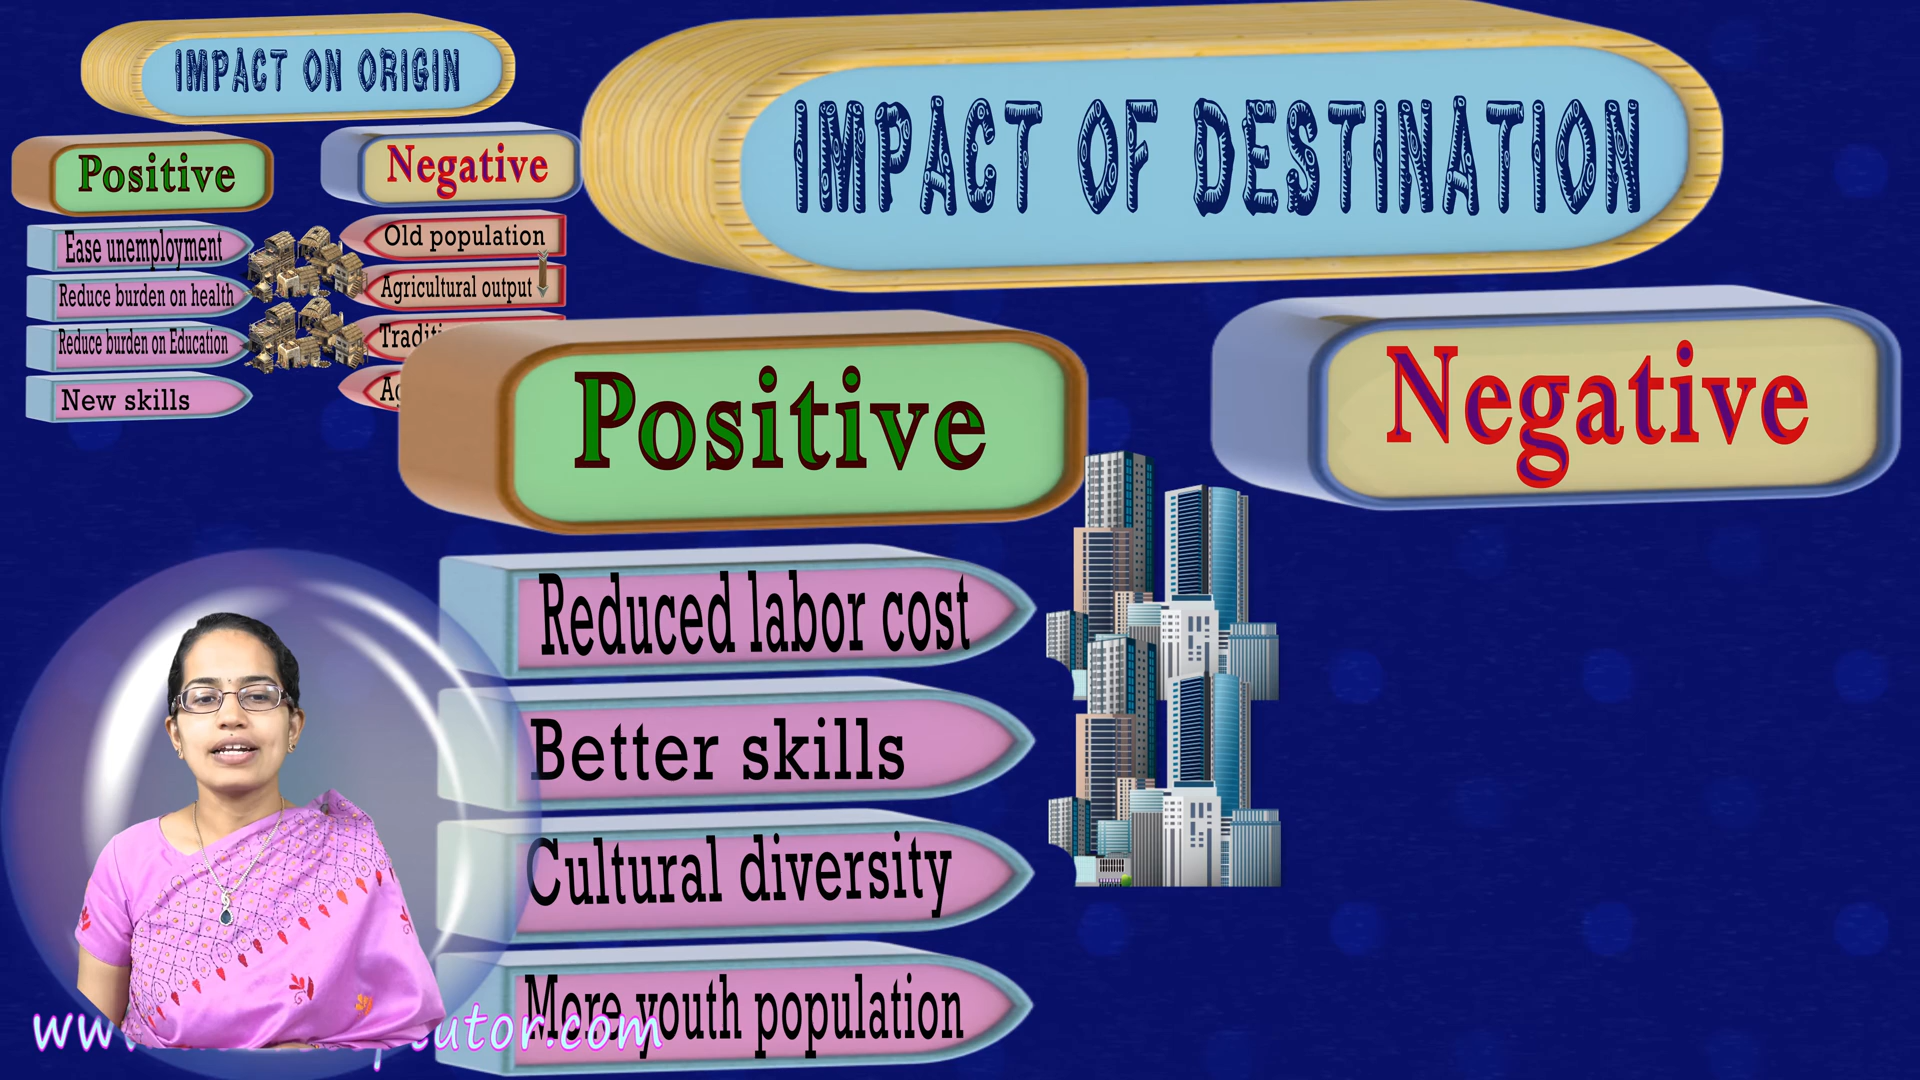 IMPACT ON ORIGIN
Positive
Negative
Ease unemployment
Reduce burden on health
Reduce burden on Education
New skills
Old population
Agricultural output
IMPACT OF DESTINATION
Positive
Negative
Reduced labor cost
Better skills
Cultural diversity
More youth population